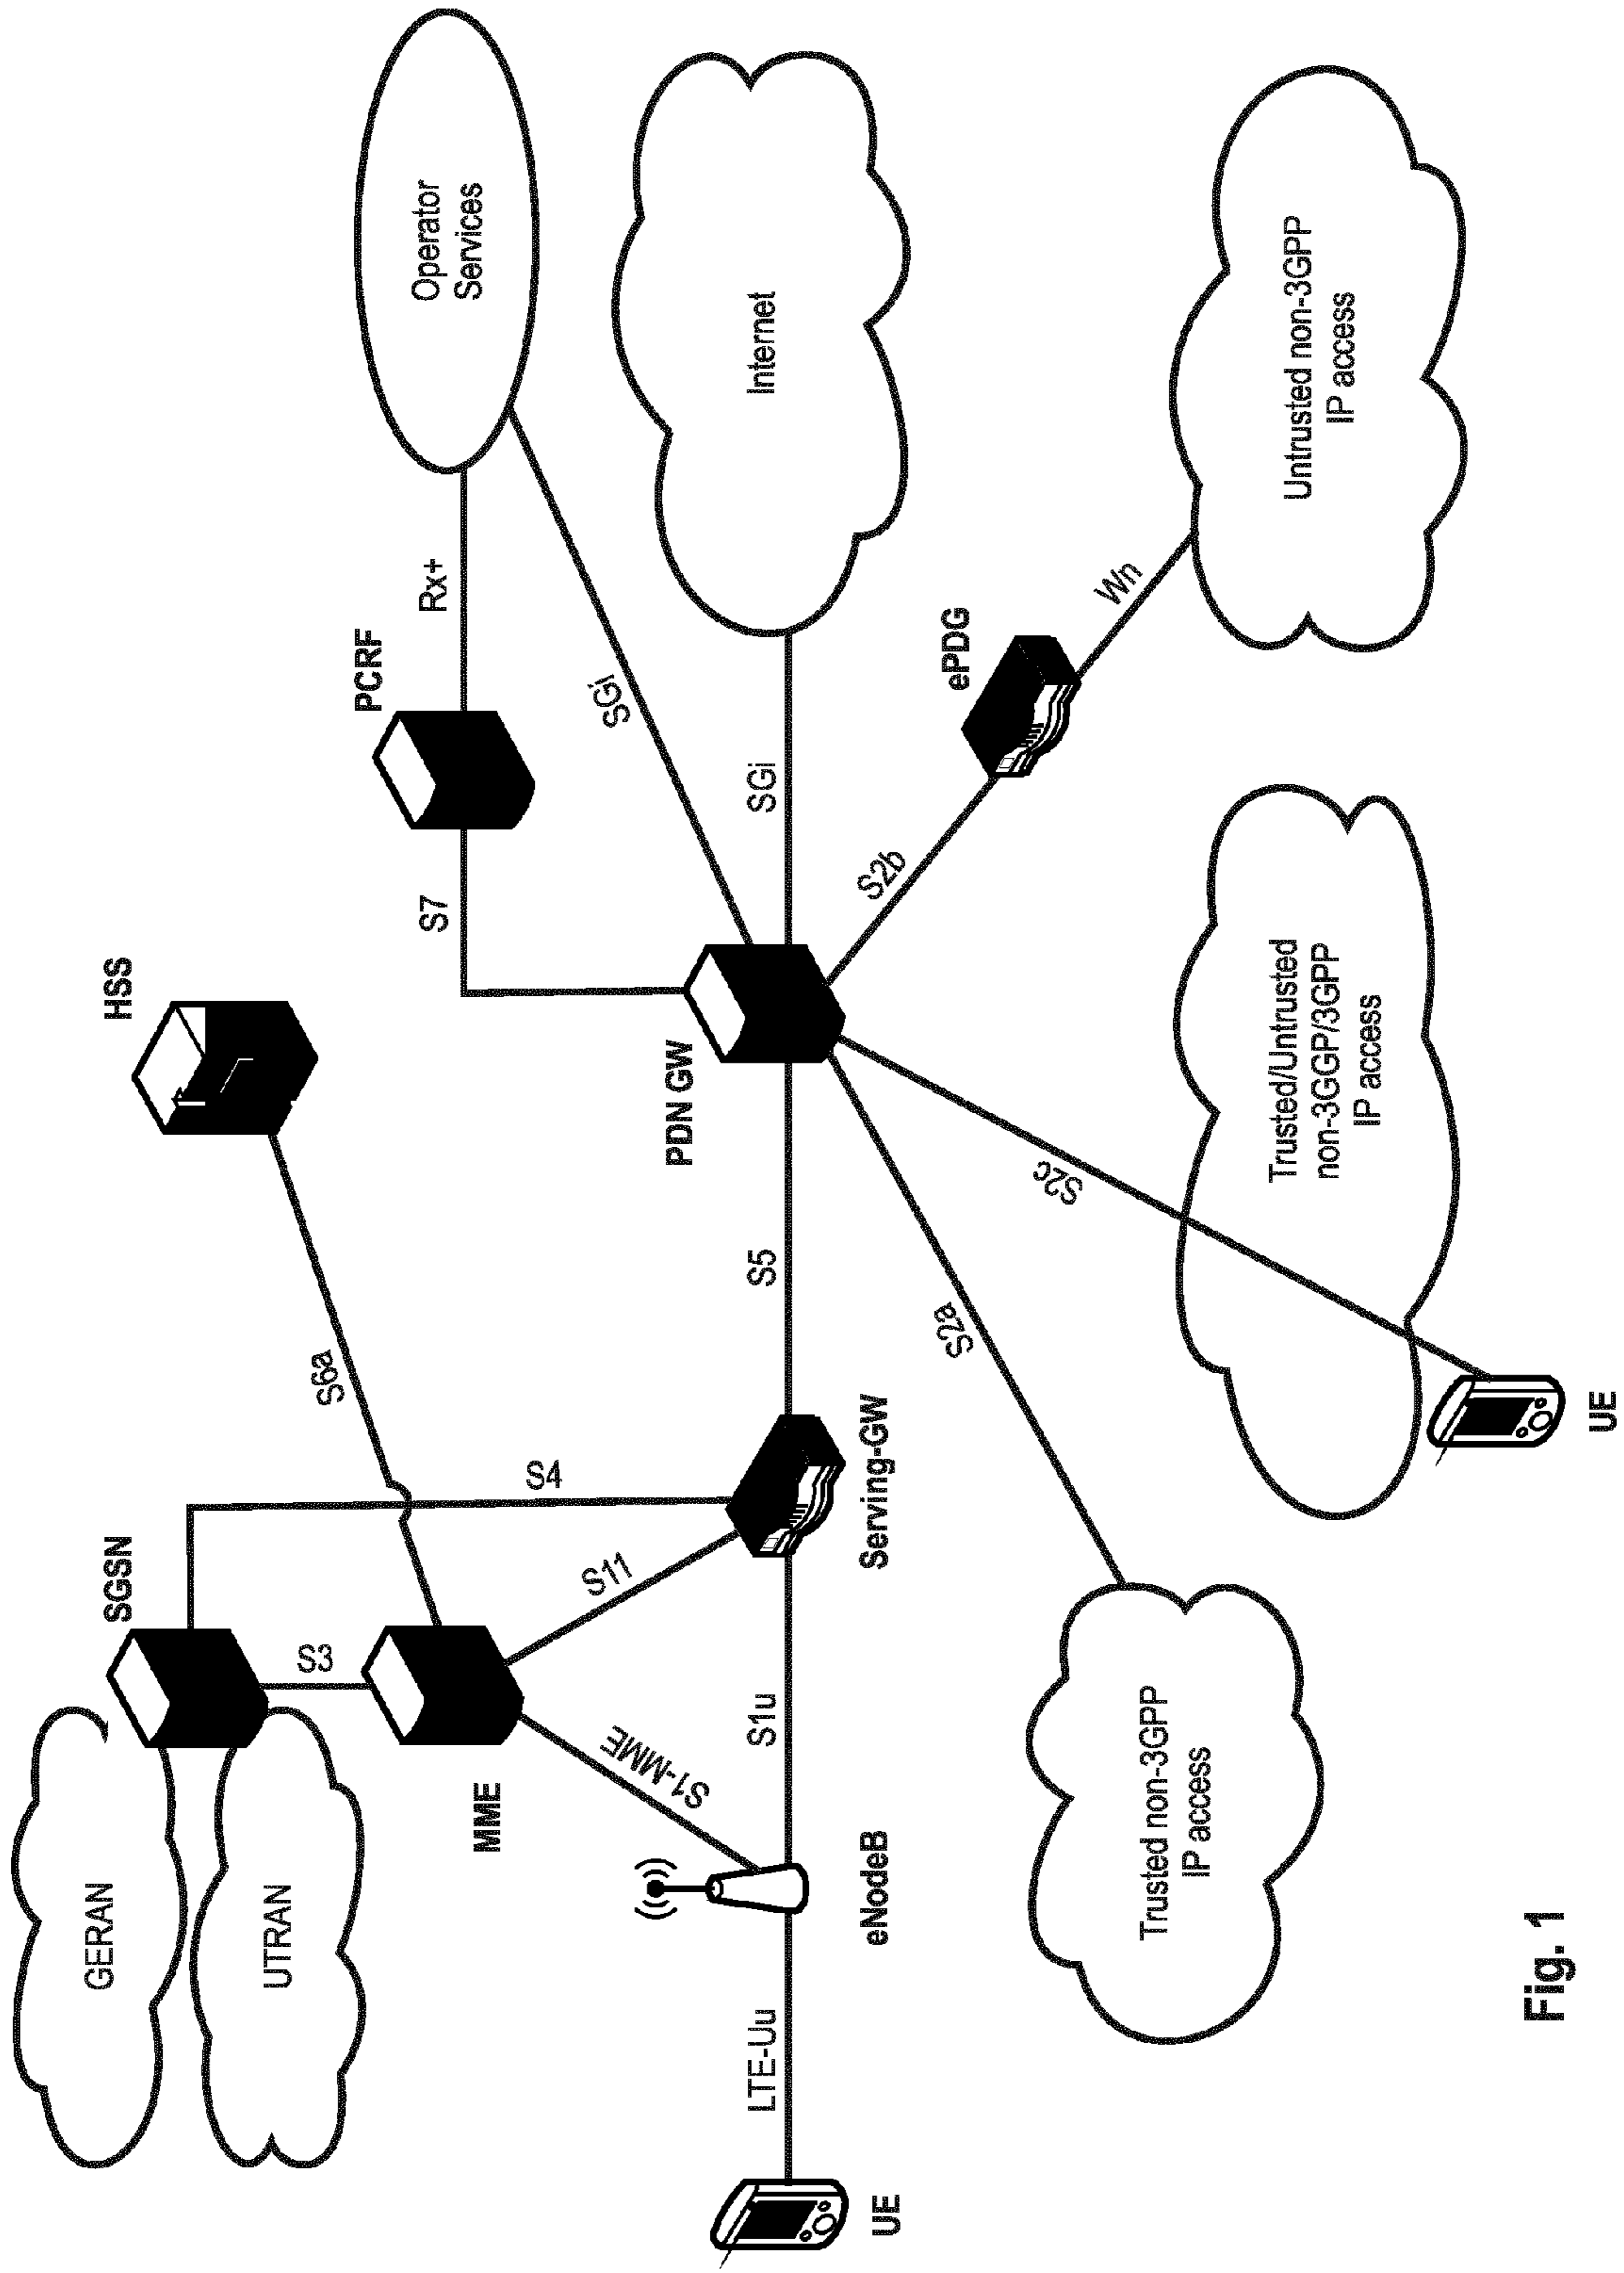 GERAN
UTRAN
SGSN
HSS
S3
S6a
MME
S4
S11
S1-MME
PCRF
S7
Rx+
Operator
Services
SGi
PDN GW
LTE-Uu
S1u
S5
SGi
Internet
UE
eNodeB
Serving-GW
S2b
ePDG
Wn
S2a
S2c
Trusted non-3GPP
IP access
Trusted/Untrusted
non-3GGP/3GPP
IP access
Untrusted non-3GPP
IP access
UE
Fig. 1